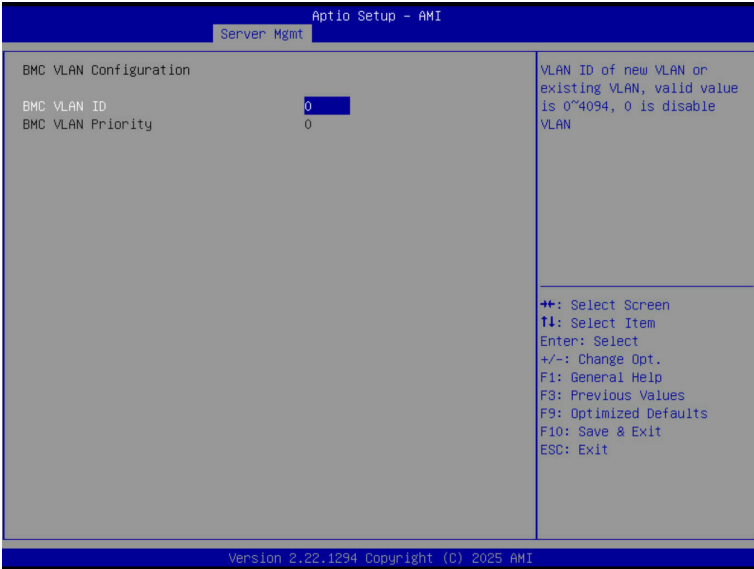 Aptio Setup – AMI
Server Mgmt
BMC VLAN Configuration
BMC VLAN ID 0
BMC VLAN Priority 0
VLAN ID of new VLAN or
existing VLAN, valid value
is 0~4094, 0 is disable
VLAN
→←: Select Screen
↑↓: Select Item
Enter: Select
+/-: Change Opt.
F1: General Help
F3: Previous Values
F9: Optimized Defaults
F10: Save & Exit
ESC: Exit
Version 2.22.1294 Copyright (C) 2025 AMI